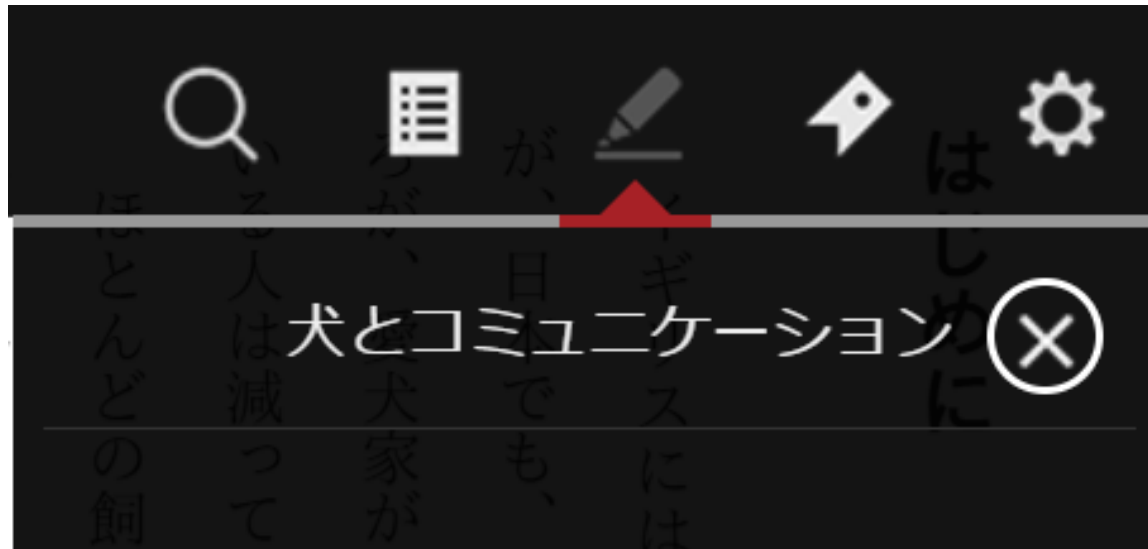 犬とコミュニケーション
はじめに
イギリスには
が、日本でも、
ろが、愛犬家が
いる人は減って
ほとんどの飼